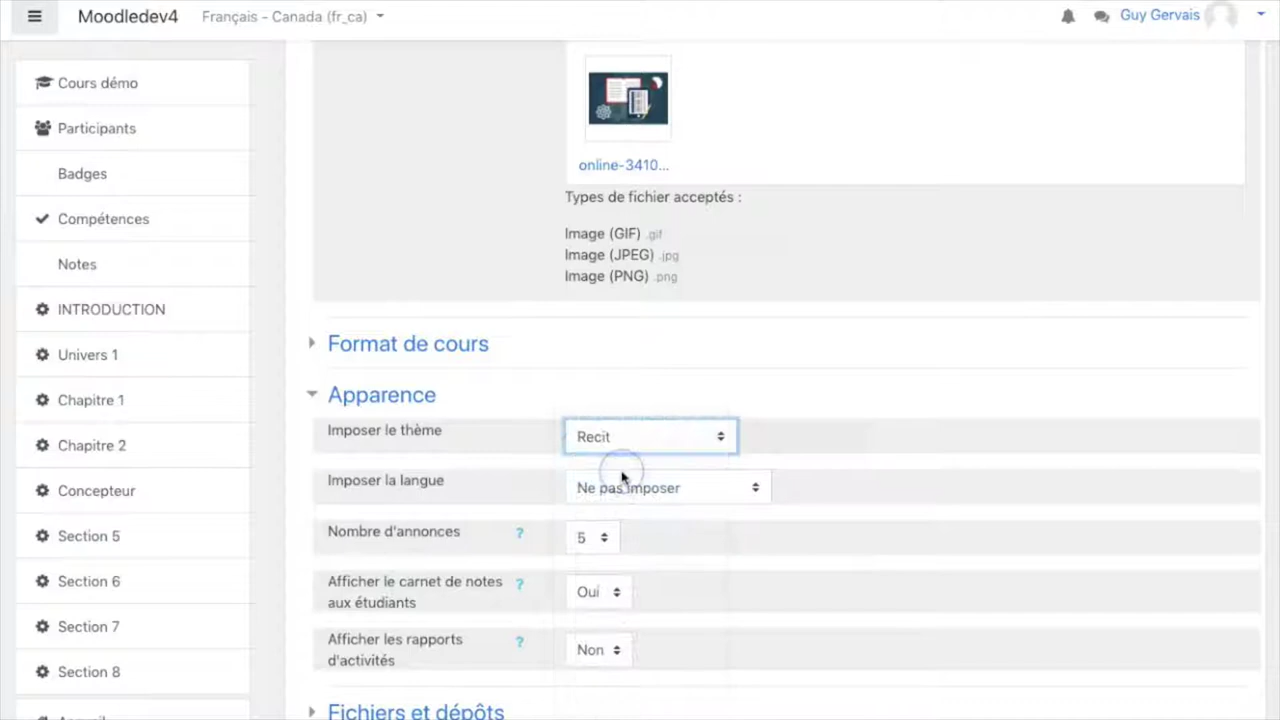 Moodledev4
Français - Canada (fr_ca)
Guy Gervais
Cours démo
Participants
Badges
Compétences
Notes
INTRODUCTION
Univers 1
Chapitre 1
Chapitre 2
Concepteur
Section 5
Section 6
Section 7
Section 8
online-3410...
Types de fichier acceptés :
Image (GIF) .gif
Image (JPEG) .jpg
Image (PNG) .png
Format de cours
Apparence
Imposer le thème
Recit
Imposer la langue
Ne pas imposer
Nombre d'annonces ?
5
Afficher le carnet de notes ?
aux étudiants
Oui
Afficher les rapports ?
d'activités
Non
Fichiers et dépôts